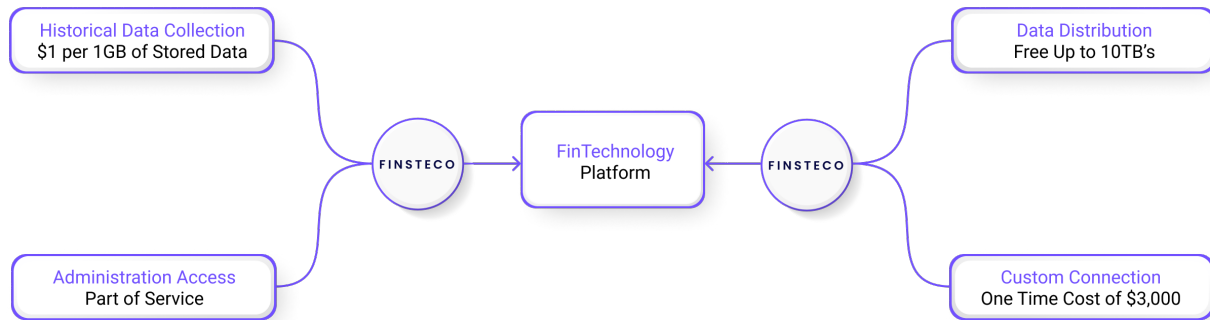 Historical Data Collection
$1 per 1GB of Stored Data
Data Distribution
Free Up to 10TB’s
FINSTECO
FinTechnology
Platform
FINSTECO
Administration Access
Part of Service
Custom Connection
One Time Cost of $3,000